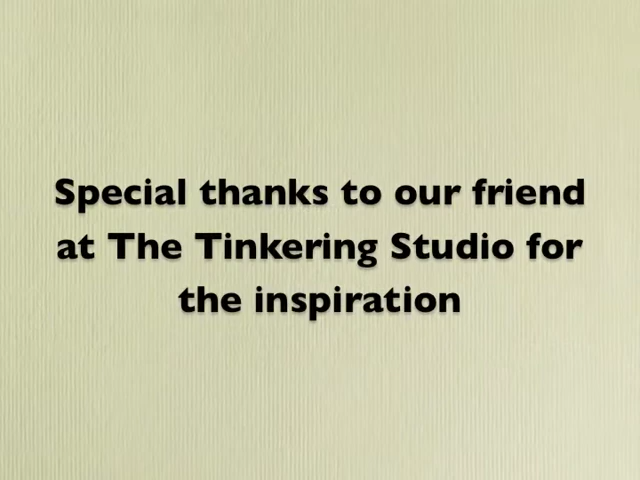 Special thanks to our friend
at The Tinkering Studio for
the inspiration